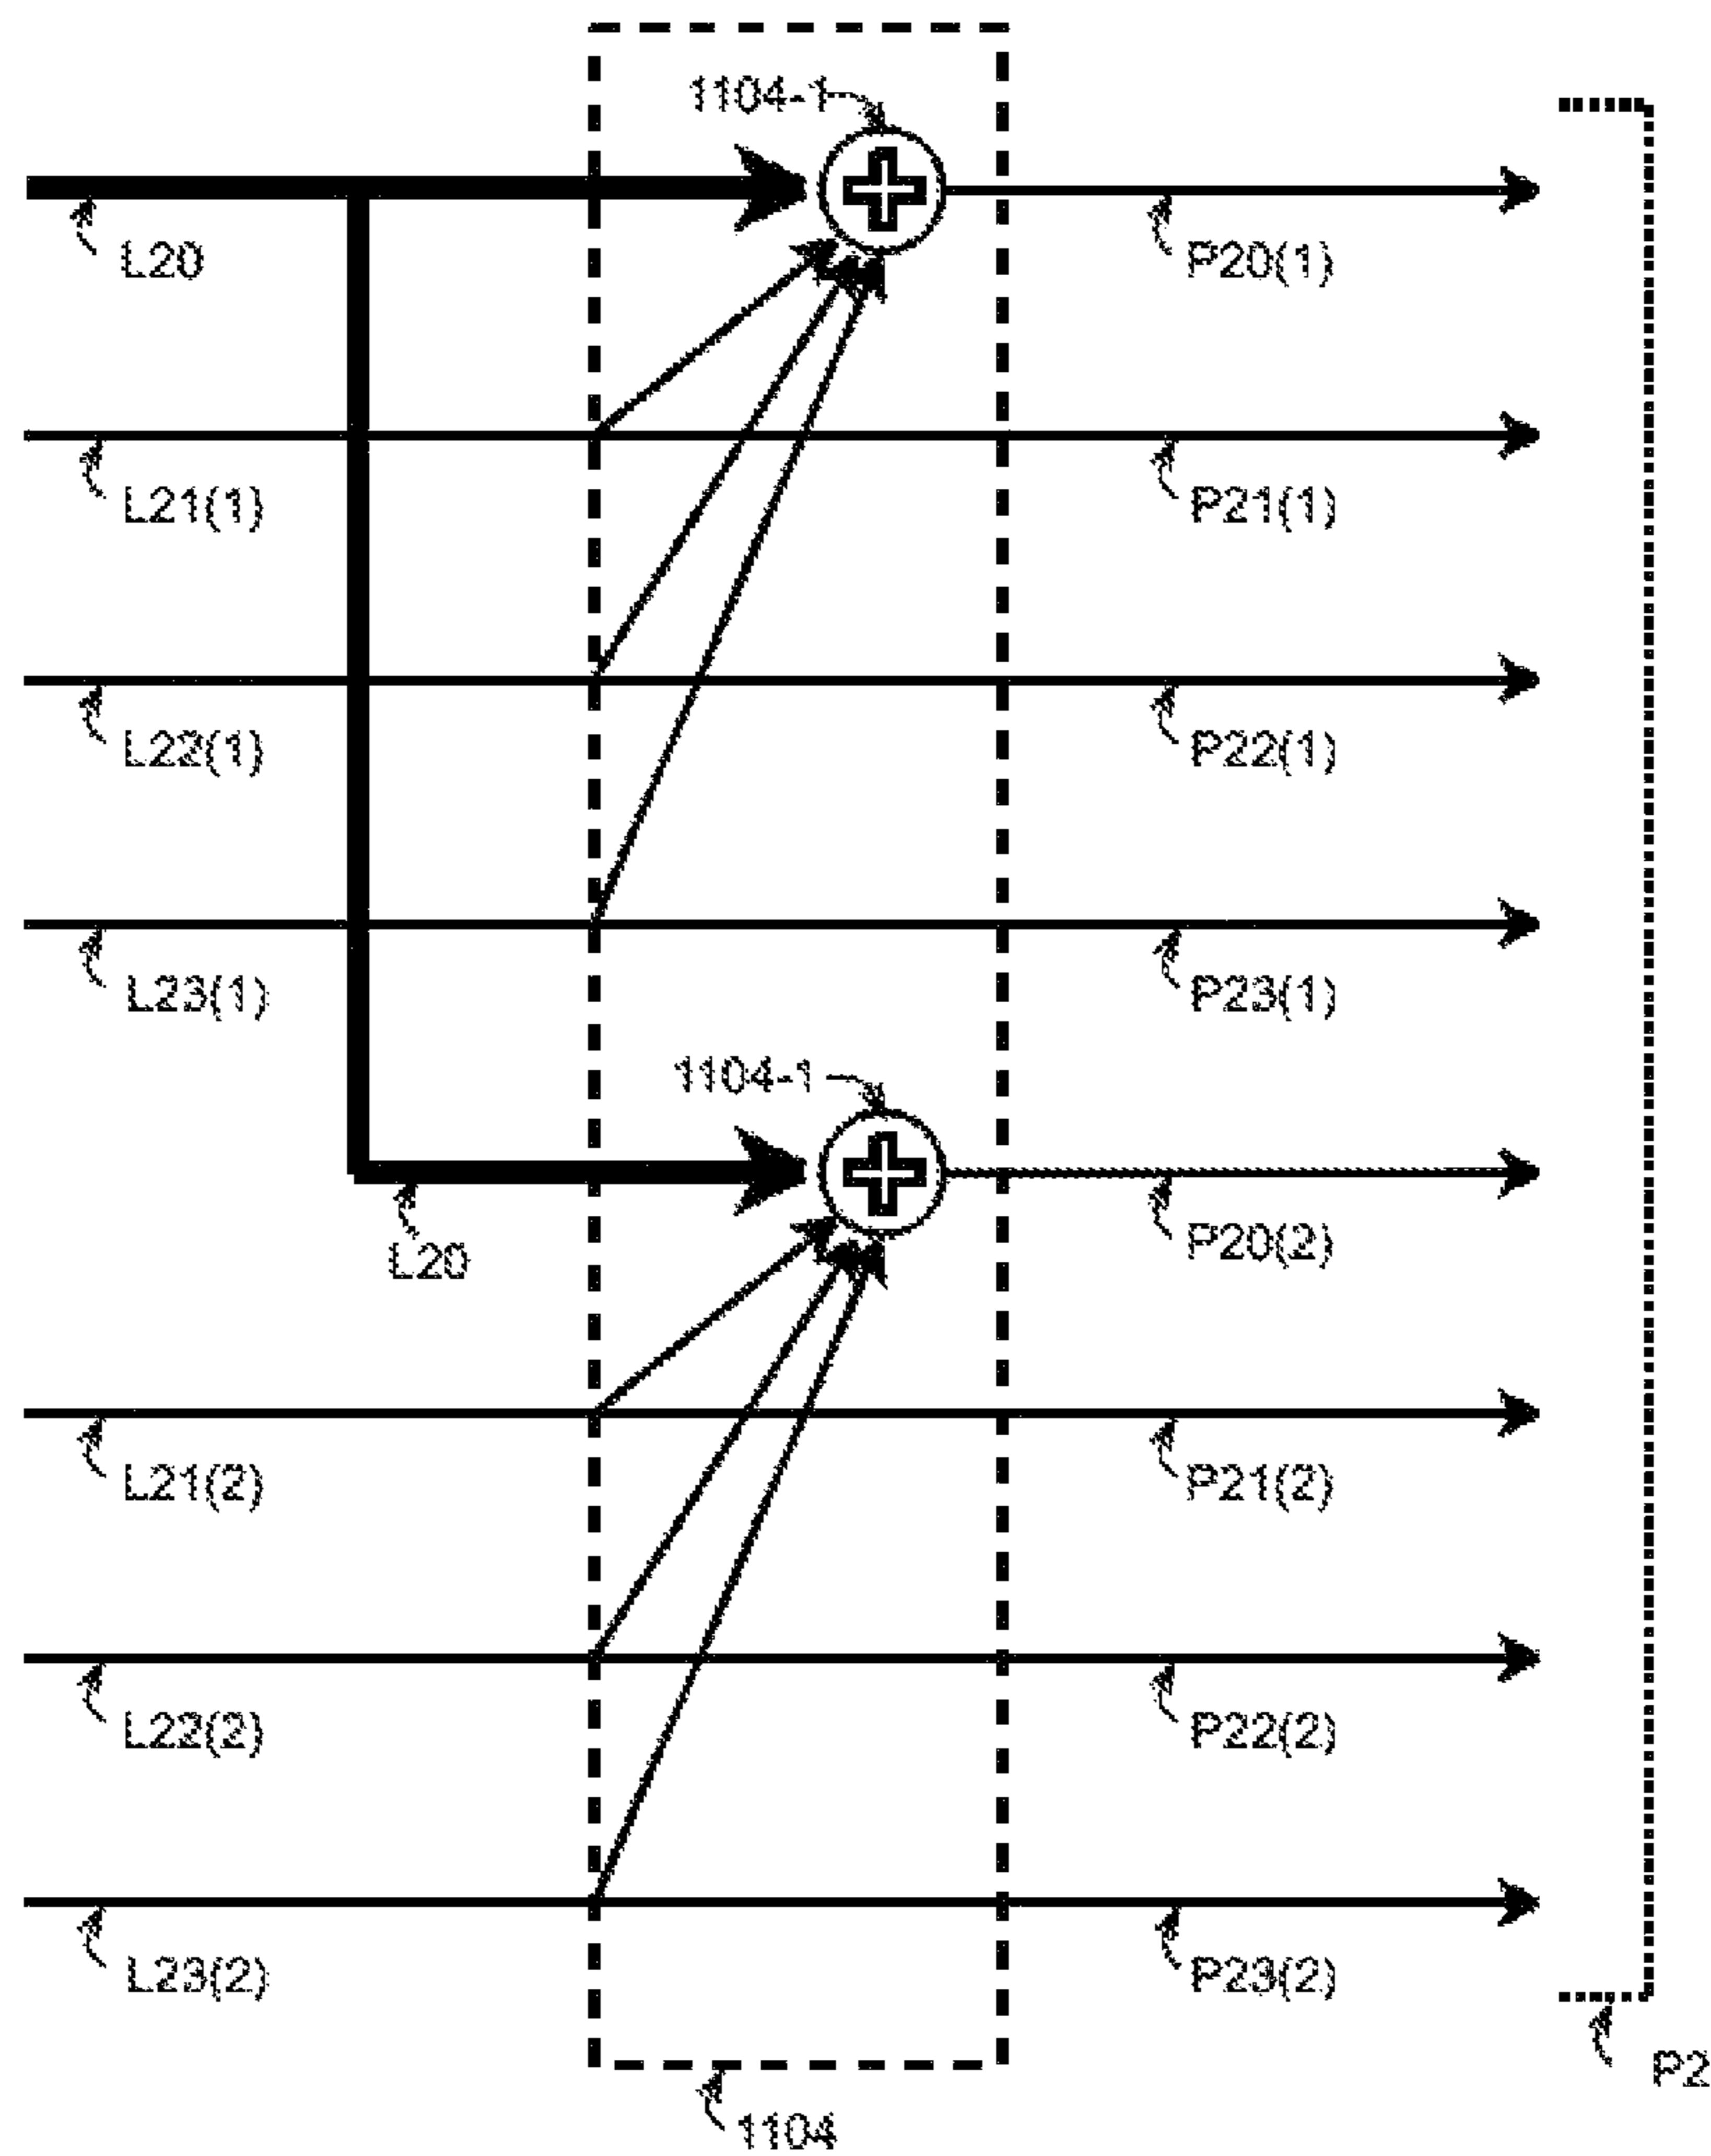 1104-1
L20
P20(1)
L21(1)
P21(1)
L22(1)
P22(1)
L23(1)
P23(1)
1104-1
L20
P20(2)
L21(2)
P21(2)
L22(2)
P22(2)
L23(2)
P23(2)
P2
1104